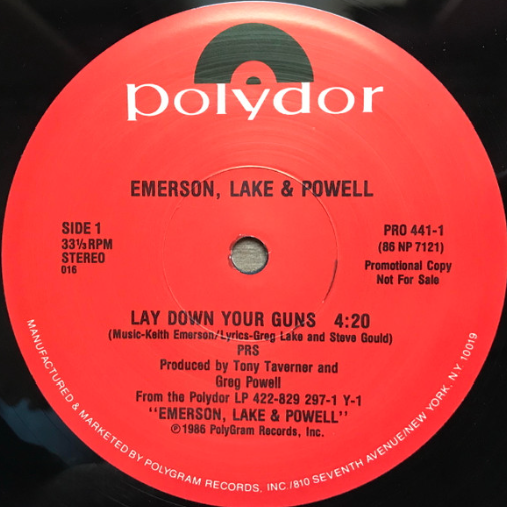 polydor
EMERSON, LAKE & POWELL
SIDE 1
33⅓ RPM
STEREO
016
PRO 441-1
(86 NP 7121)
Promotional Copy
Not For Sale
LAY DOWN YOUR GUNS 4:20
(Music-Keith Emerson/Lyrics-Greg Lake and Steve Gould)
PRS
Produced by Tony Taverner and
Greg Powell
From the Polydor LP 422-829 297-1 Y-1
"EMERSON, LAKE & POWELL"
℗1986 PolyGram Records, Inc.
MANUFACTURED & MARKETED BY POLYGRAM RECORDS, INC./810 SEVENTH AVENUE/NEW YORK, N.Y. 10019